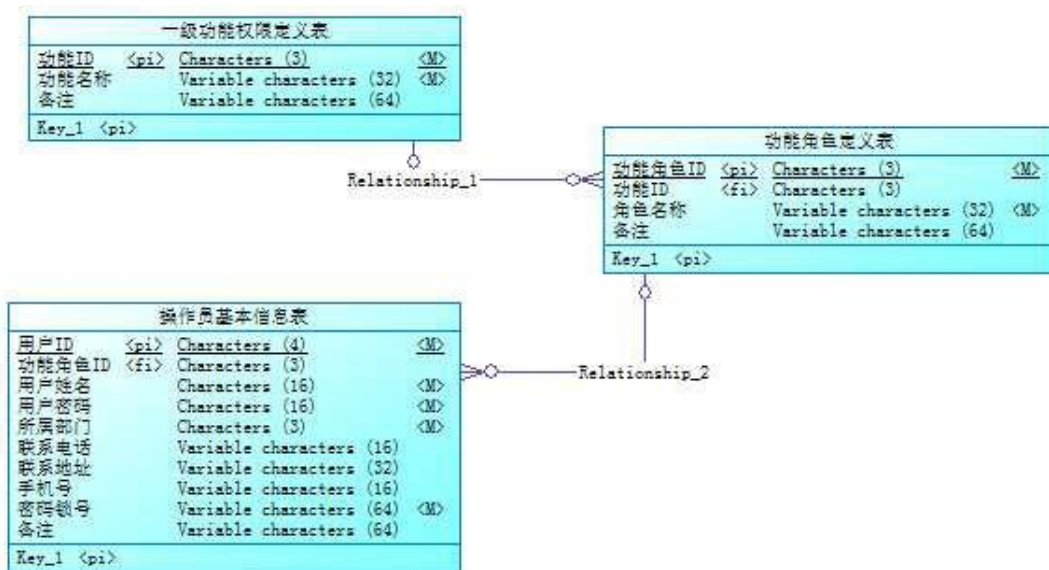 一级功能权限定义表
功能ID <pi> Characters (3) <M>
功能名称 Variable characters (32) <M>
备注 Variable characters (64)
Key_1 <pi>
Relationship_1
功能角色定义表
功能角色ID <pi> Characters (3) <M>
功能ID <fi> Characters (3)
角色名称 Variable characters (32) <M>
备注 Variable characters (64)
Key_1 <pi>
操作员基本信息表
用户ID <pi> Characters (4) <M>
功能角色ID <fi> Characters (3)
用户姓名 Characters (16) <M>
用户密码 Characters (16) <M>
所属部门 Characters (3) <M>
联系电话 Variable characters (16)
联系地址 Variable characters (32)
手机号 Variable characters (16)
密码锁号 Variable characters (64) <M>
备注 Variable characters (64)
Key_1 <pi>
Relationship_2